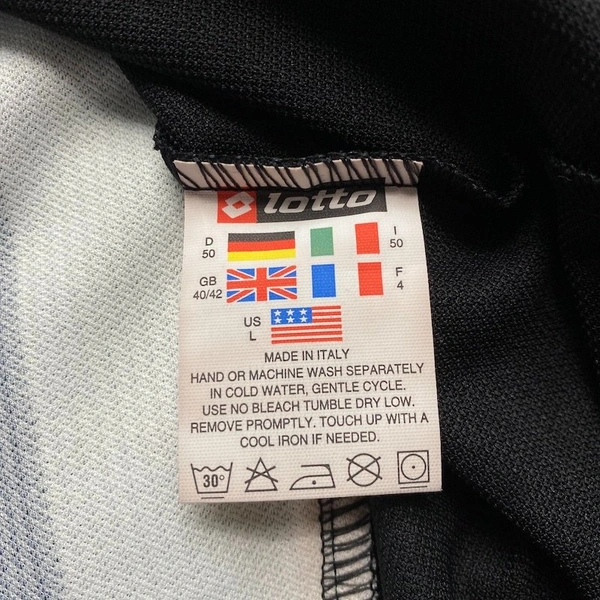 lotto
D I
50 50
GB F
40/42 4
US
L
MADE IN ITALY
HAND OR MACHINE WASH SEPARATELY
IN COLD WATER, GENTLE CYCLE.
USE NO BLEACH TUMBLE DRY LOW.
REMOVE PROMPTLY. TOUCH UP WITH A
COOL IRON IF NEEDED.
30°